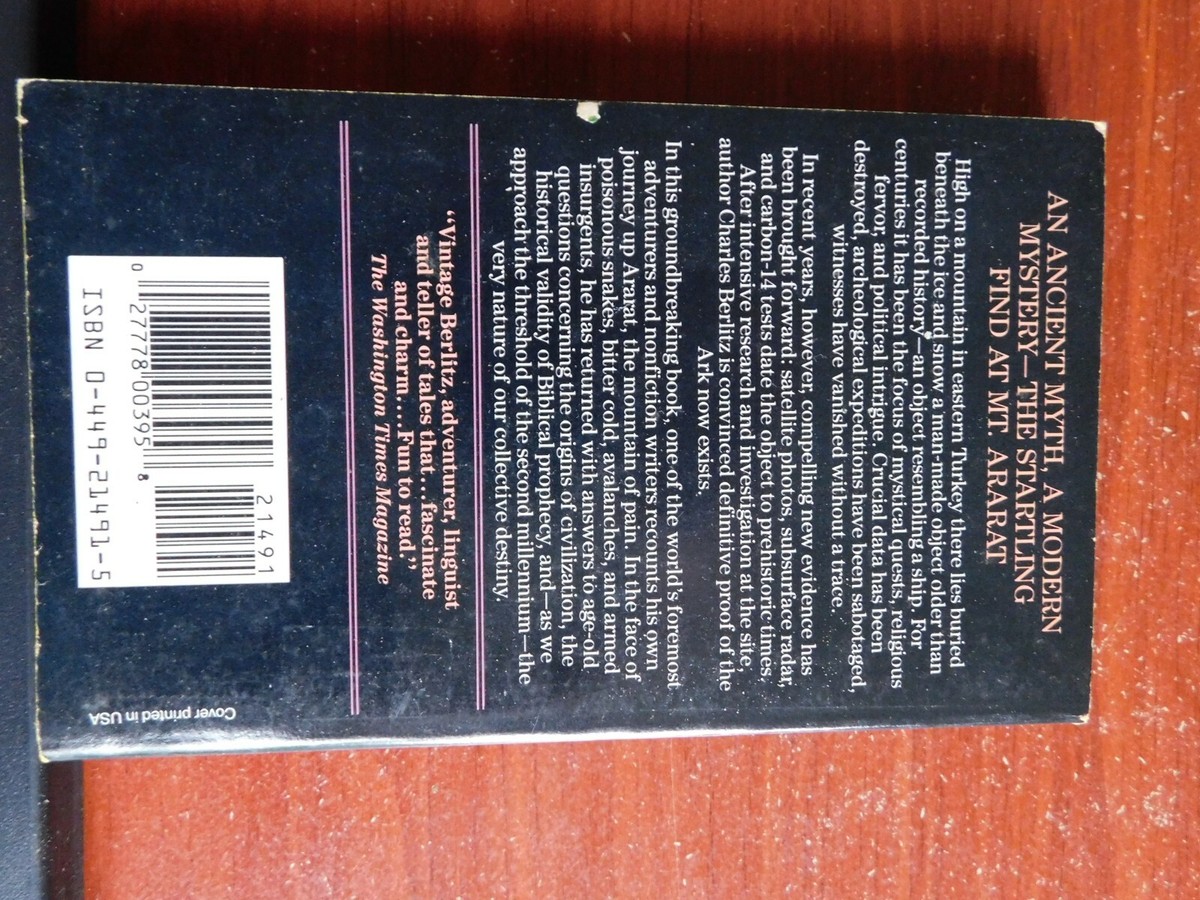 AN ANCIENT MYTH, A MODERN
MYSTERY—THE STARTLING
FIND AT MT. ARARAT
High on a mountain in eastern Turkey there lies buried
beneath the ice and snow, a man-made object older than
recorded history—an object resembling a ship. For
centuries it has been the focus of mystical quests, religious
fervor, and political intrigue. Crucial data has been
destroyed, archeological expeditions have been sabotaged,
witnesses have vanished without a trace.
In recent years, however, compelling new evidence has
been brought forward: satellite photos, subsurface radar,
and carbon-14 tests date the object to prehistoric times.
After intensive research and investigation at the site,
author Charles Berlitz is convinced definitive proof of the
Ark now exists.
In this groundbreaking book, one of the world's foremost
adventurers and nonfiction writers recounts his own
journey up Ararat, the mountain of pain. In the face of
poisonous snakes, bitter cold, avalanches, and armed
insurgents, he has returned with answers to age-old
questions concerning the origins of civilization, the
historical validity of Biblical prophecy, and—as we
approach the threshold of the second millennium—the
very nature of our collective destiny.
"Vintage Berlitz, adventurer, linguist
and teller of tales that...fascinate
and charm....Fun to read."
The Washington Times Magazine
21491
0 27778 00395 8
ISBN 0-449-21491-5
Cover printed in USA